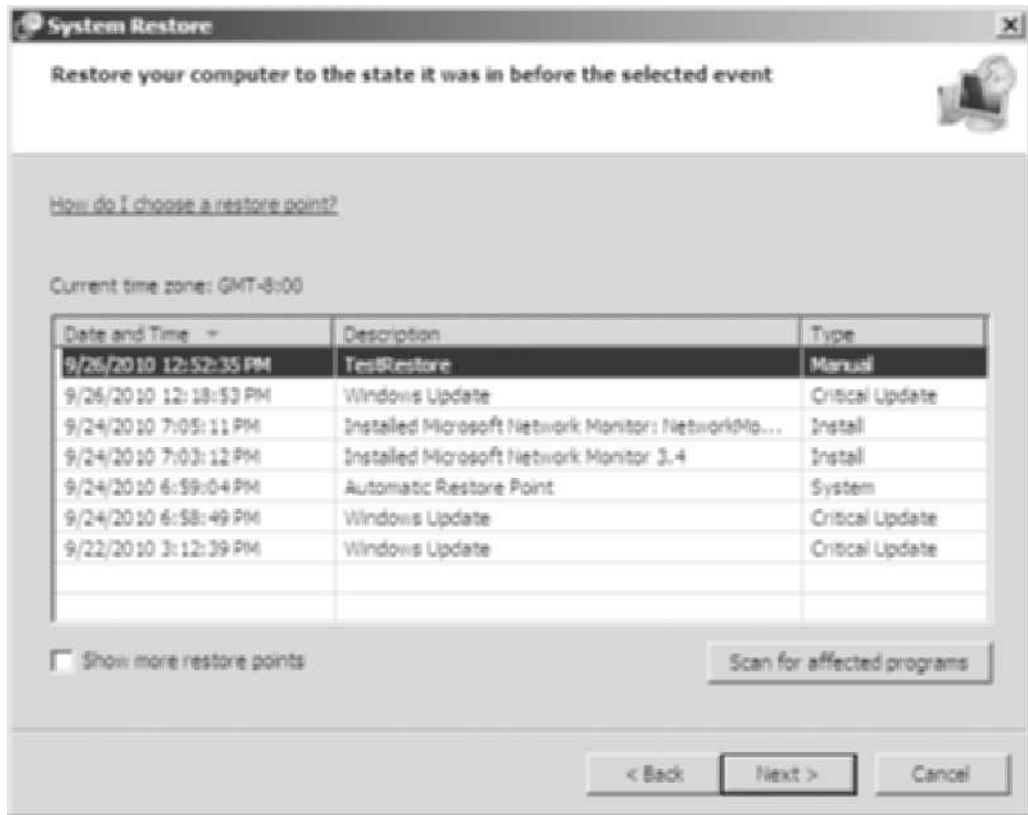 System Restore
Restore your computer to the state it was in before the selected event
How do I choose a restore point?
Current time zone: GMT-8:00
Date and Time Description Type
9/26/2010 12:52:35 PM TestRestore Manual
9/26/2010 12:18:53 PM Windows Update Critical Update
9/24/2010 7:05:11 PM Installed Microsoft Network Monitor: NetworkMo... Install
9/24/2010 7:03:12 PM Installed Microsoft Network Monitor 3.4 Install
9/24/2010 6:59:04 PM Automatic Restore Point System
9/24/2010 6:58:49 PM Windows Update Critical Update
9/22/2010 3:12:39 PM Windows Update Critical Update
Show more restore points Scan for affected programs
< Back Next > Cancel